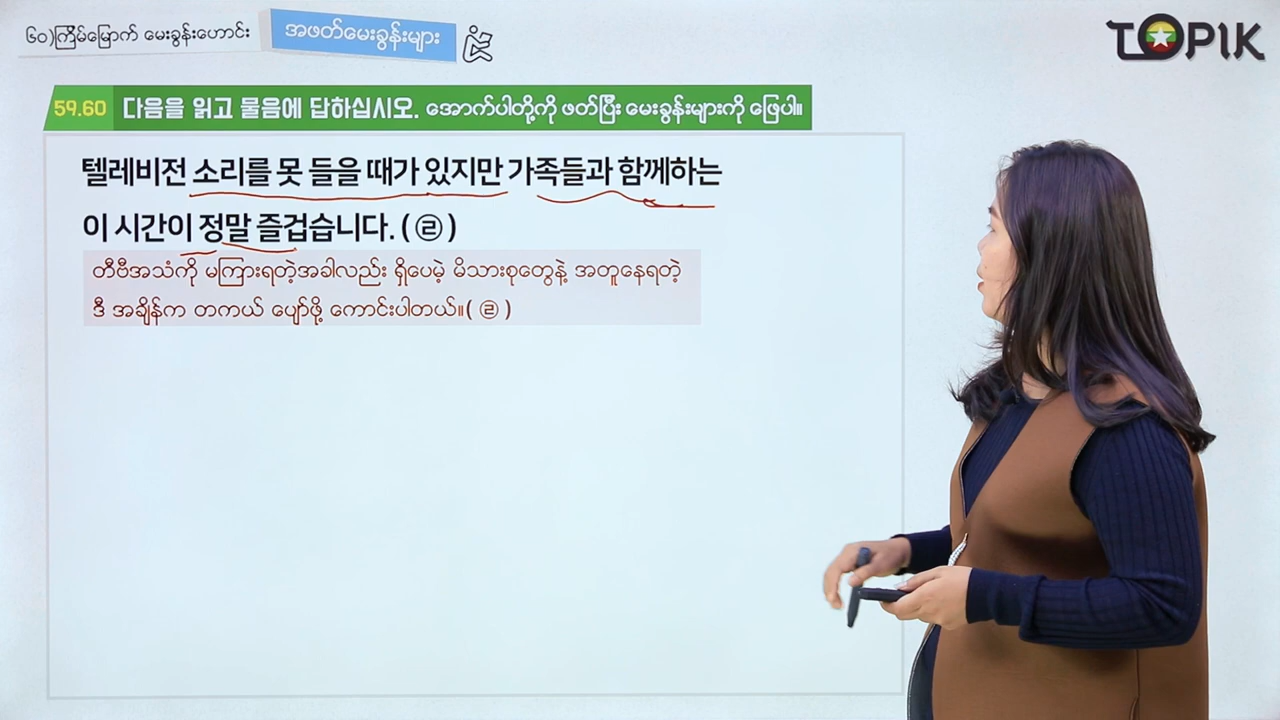 ၆၀)ကြိမ်မြောက် မေးခွန်းဟောင်း
အဖတ်မေးခွန်းများ
TOPIK
59.60 다음을 읽고 물음에 답하십시오. အောက်ပါတို့ကို ဖတ်ပြီး မေးခွန်းများကို ဖြေပါ။
텔레비전 소리를 못 들을 때가 있지만 가족들과 함께하는
이 시간이 정말 즐겁습니다. ( ㉣ )
တီဗီအသံကို မကြားရတဲ့အခါလည်း ရှိပေမဲ့ မိသားစုတွေနဲ့ အတူနေရတဲ့
ဒီ အချိန်က တကယ် ပျော်ဖို့ ကောင်းပါတယ်။( ㉣ )